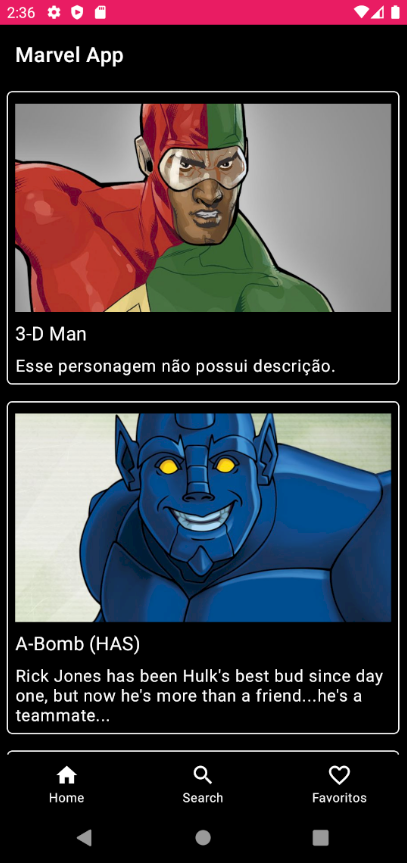 2:36
Marvel App
3-D Man
Esse personagem não possui descrição.
A-Bomb (HAS)
Rick Jones has been Hulk's best bud since day
one, but now he's more than a friend...he's a
teammate...
Home
Search
Favoritos